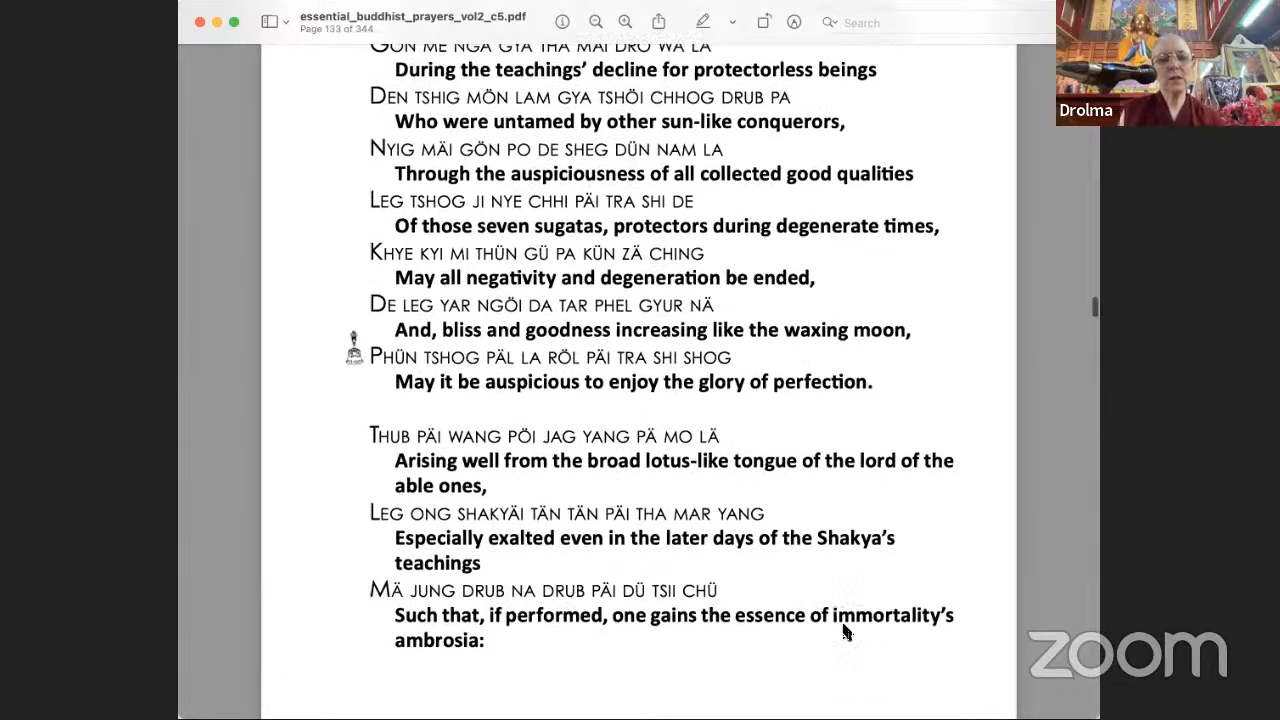 essential_buddhist_prayers_vol2_c5.pdf
Page 133 of 344
Search
GÖN ME NGA GYA THA MÄI DRO WA LA
During the teachings' decline for protectorless beings
DEN TSHIG MÖN LAM GYA TSHÖI CHHOG DRUB PA
Who were untamed by other sun-like conquerors,
NYIG MÄI GÖN PO DE SHEG DÜN NAM LA
Through the auspiciousness of all collected good qualities
LEG TSHOG JI NYE CHHI PÄI TRA SHI DE
Of those seven sugatas, protectors during degenerate times,
KHYE KYI MI THÜN GÜ PA KÜN ZÄ CHING
May all negativity and degeneration be ended,
DE LEG YAR NGÖI DA TAR PHEL GYUR NÄ
And, bliss and goodness increasing like the waxing moon,
PHÜN TSHOG PÄL LA RÖL PÄI TRA SHI SHOG
May it be auspicious to enjoy the glory of perfection.
THUB PÄI WANG PÖI JAG YANG PÄ MO LÄ
Arising well from the broad lotus-like tongue of the lord of the
able ones,
LEG ONG SHAKYÄI TÄN TÄN PÄI THA MAR YANG
Especially exalted even in the later days of the Shakya's
teachings
MÄ JUNG DRUB NA DRUB PÄI DÜ TSII CHÜ
Such that, if performed, one gains the essence of immortality's
ambrosia:
Drolma
zoom